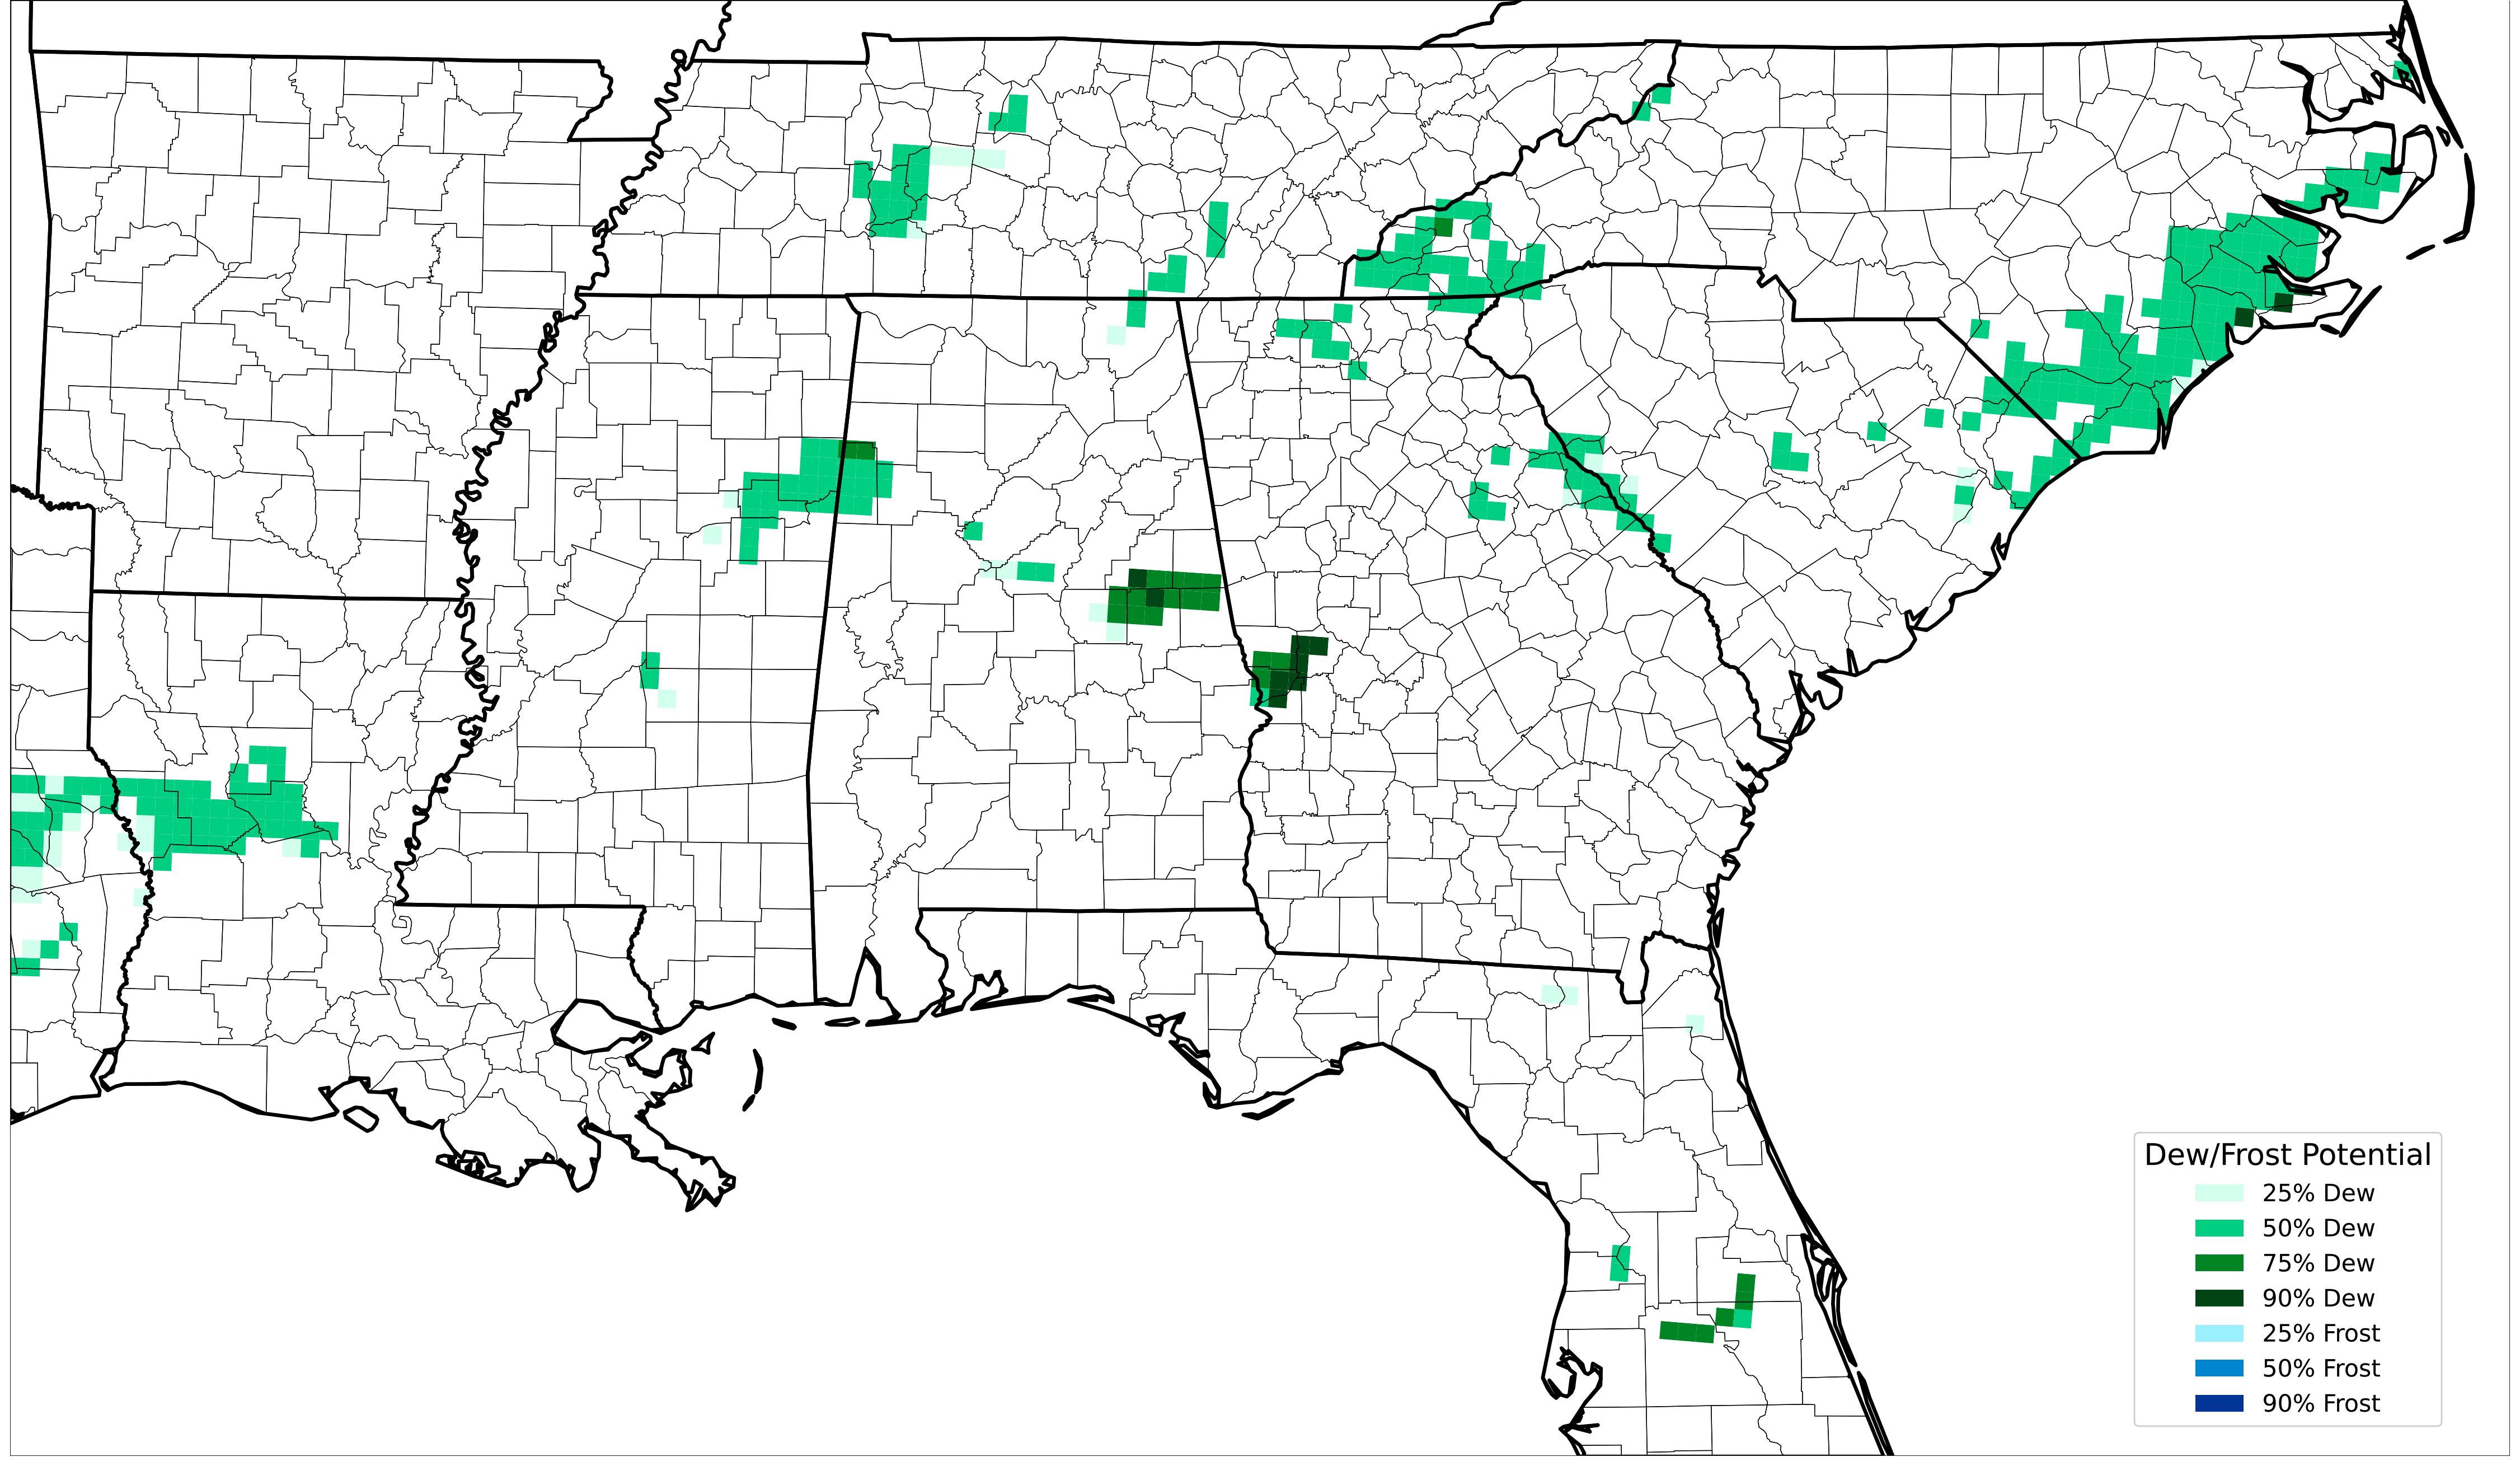 Dew/Frost Potential
25% Dew
50% Dew
75% Dew
90% Dew
25% Frost
50% Frost
90% Frost